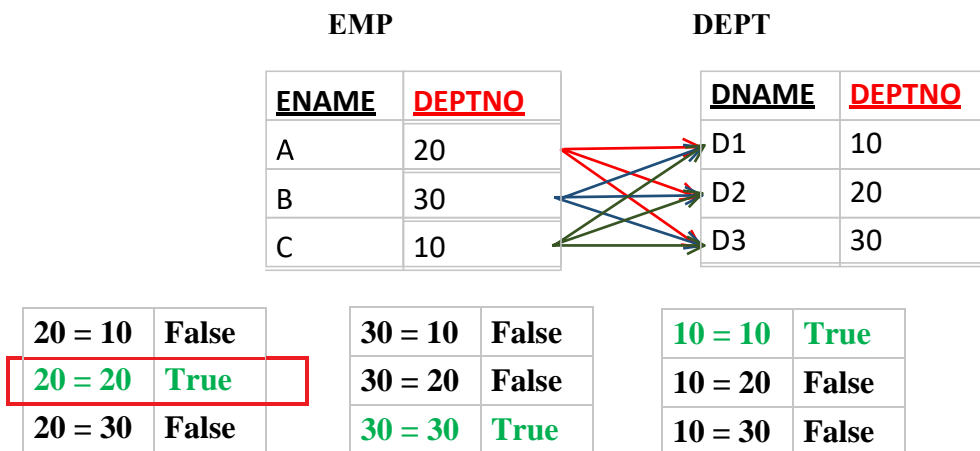 EMP DEPT
ENAME DEPTNO
A 20
B 30
C 10
DNAME DEPTNO
D1 10
D2 20
D3 30
20 = 10 False
20 = 20 True
20 = 30 False
30 = 10 False
30 = 20 False
30 = 30 True
10 = 10 True
10 = 20 False
10 = 30 False